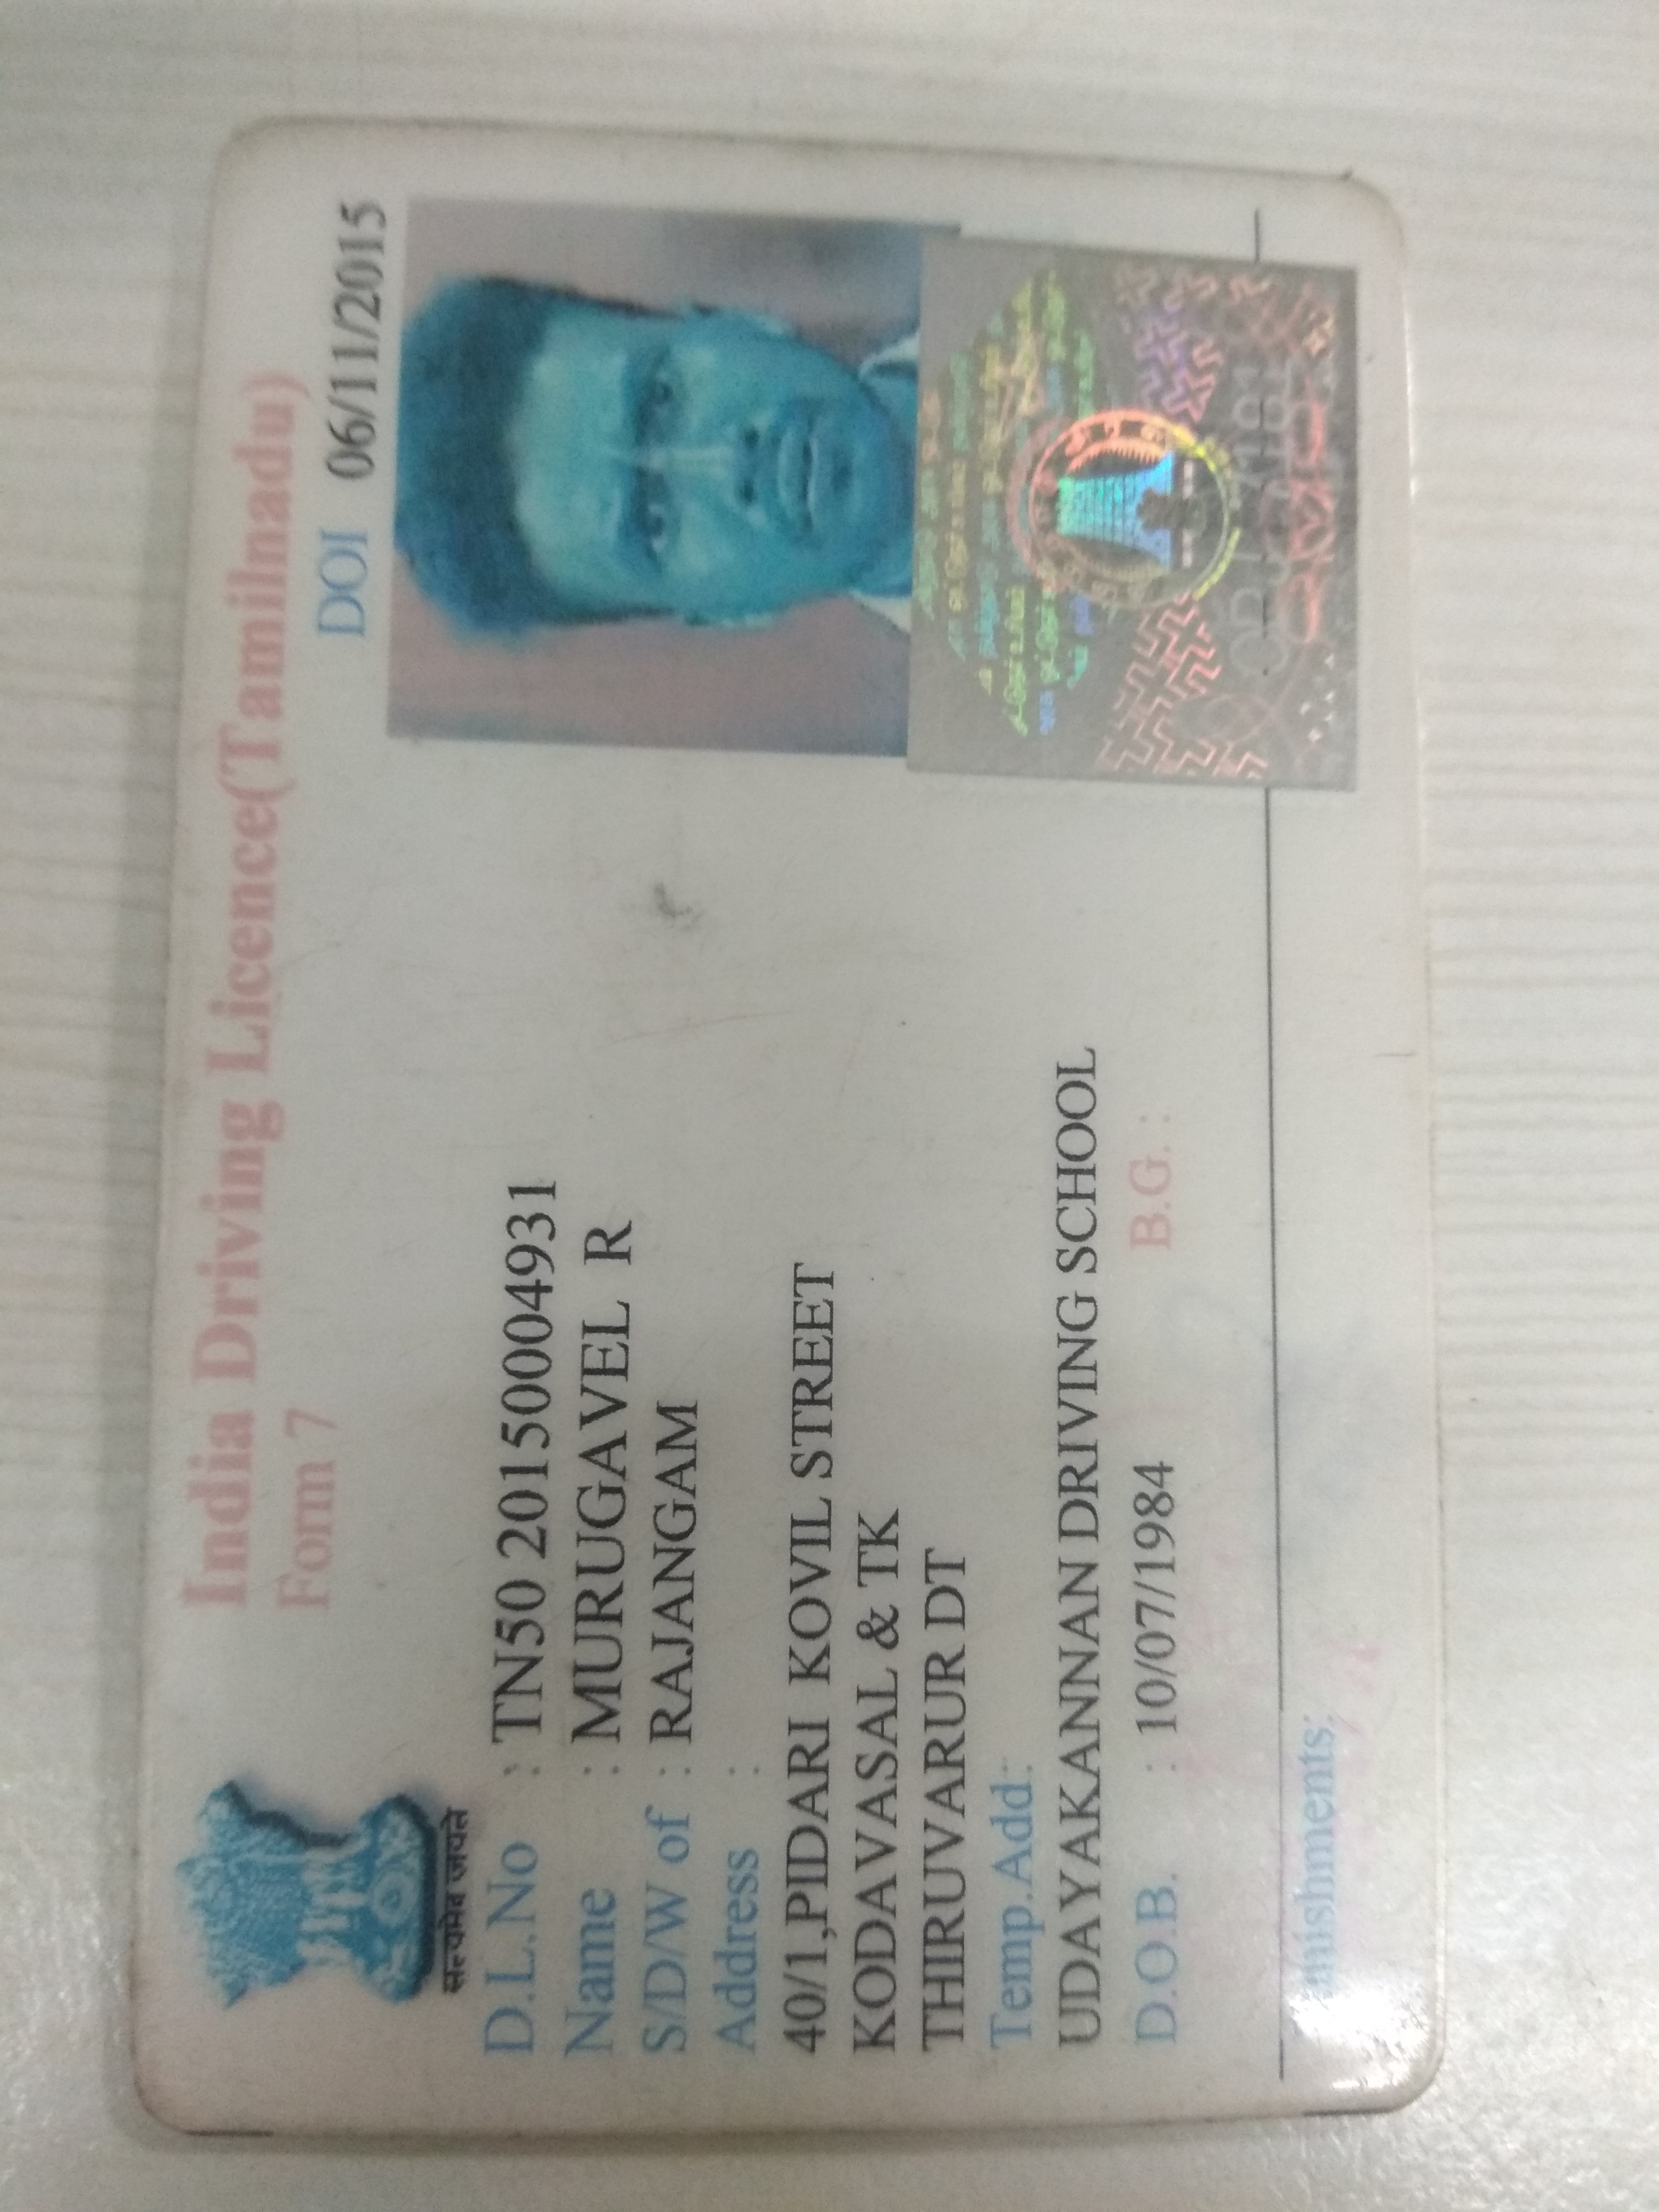 India Driving Licence(Tamilnadu)
Form 7
DOI 06/11/2015
सत्यमेव जयते
D.L.No : TN50 20150004931
Name : MURUGAVEL R
S/D/W of : RAJANGAM
Address :
40/1,PIDARI KOVIL STREET
KODAVASAL & TK
THIRUVARUR DT
Temp.Add:
UDAYAKANNAN DRIVING SCHOOL
D.O.B. : 10/07/1984 B.G. :